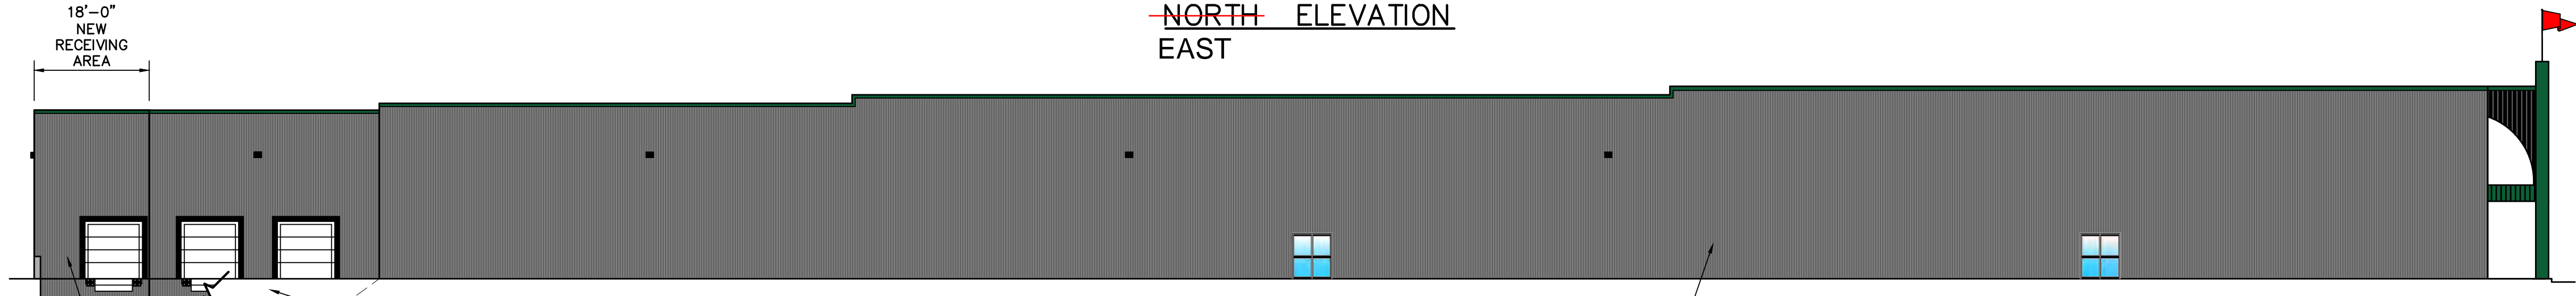 18'-0"
NEW
RECEIVING
AREA
NORTH ELEVATION
EAST